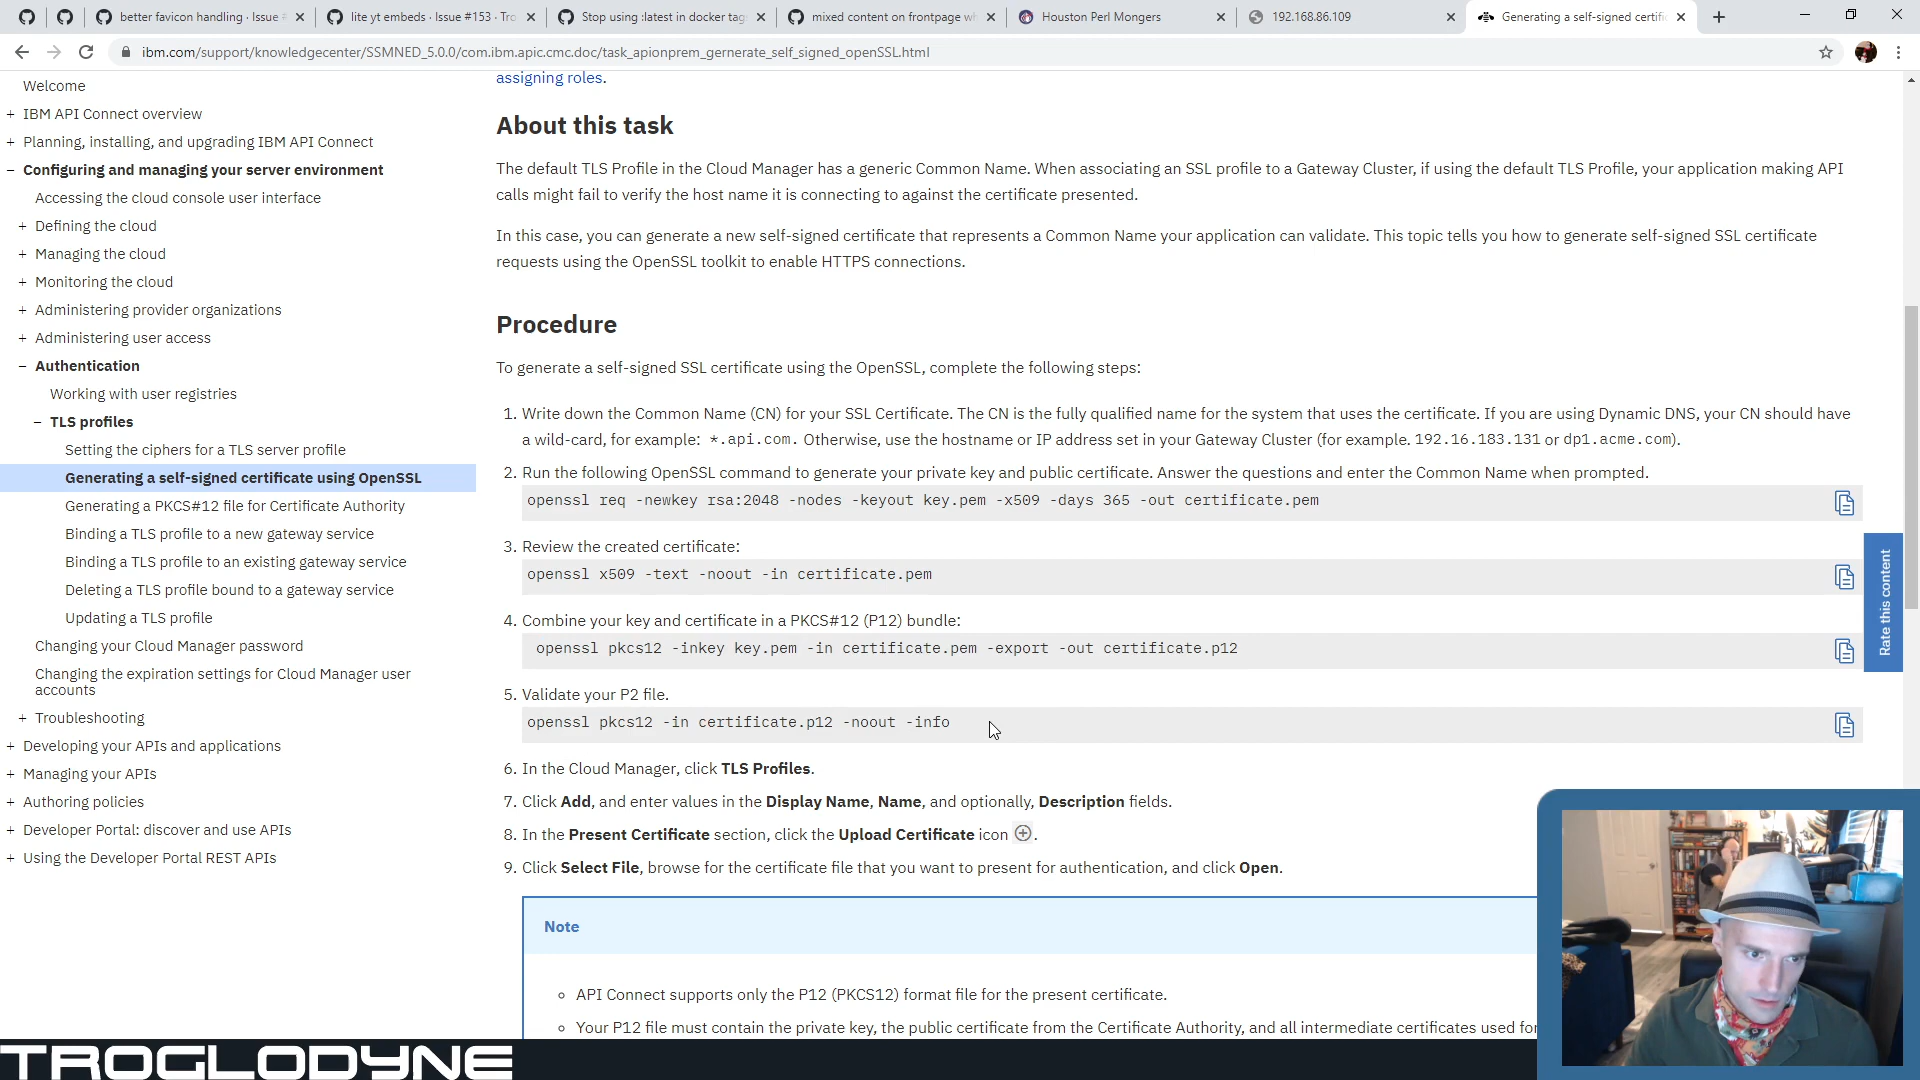 better favicon handling · Issue #
lite yt embeds · Issue #153 · Tro
Stop using :latest in docker tag
mixed content on frontpage wh
Houston Perl Mongers
192.168.86.109
Generating a self-signed certific
ibm.com/support/knowledgecenter/SSMNED_5.0.0/com.ibm.apic.cmc.doc/task_apionprem_gernerate_self_signed_openSSL.html
Welcome
+ IBM API Connect overview
+ Planning, installing, and upgrading IBM API Connect
− Configuring and managing your server environment
Accessing the cloud console user interface
+ Defining the cloud
+ Managing the cloud
+ Monitoring the cloud
+ Administering provider organizations
+ Administering user access
− Authentication
Working with user registries
− TLS profiles
Setting the ciphers for a TLS server profile
Generating a self-signed certificate using OpenSSL
Generating a PKCS#12 file for Certificate Authority
Binding a TLS profile to a new gateway service
Binding a TLS profile to an existing gateway service
Deleting a TLS profile bound to a gateway service
Updating a TLS profile
Changing your Cloud Manager password
Changing the expiration settings for Cloud Manager user
accounts
+ Troubleshooting
+ Developing your APIs and applications
+ Managing your APIs
+ Authoring policies
+ Developer Portal: discover and use APIs
+ Using the Developer Portal REST APIs
assigning roles.
About this task
The default TLS Profile in the Cloud Manager has a generic Common Name. When associating an SSL profile to a Gateway Cluster, if using the default TLS Profile, your application making API
calls might fail to verify the host name it is connecting to against the certificate presented.
In this case, you can generate a new self-signed certificate that represents a Common Name your application can validate. This topic tells you how to generate self-signed SSL certificate
requests using the OpenSSL toolkit to enable HTTPS connections.
Procedure
To generate a self-signed SSL certificate using the OpenSSL, complete the following steps:
1. Write down the Common Name (CN) for your SSL Certificate. The CN is the fully qualified name for the system that uses the certificate. If you are using Dynamic DNS, your CN should have
a wild-card, for example: *.api.com. Otherwise, use the hostname or IP address set in your Gateway Cluster (for example. 192.16.183.131 or dp1.acme.com).
2. Run the following OpenSSL command to generate your private key and public certificate. Answer the questions and enter the Common Name when prompted.
openssl req -newkey rsa:2048 -nodes -keyout key.pem -x509 -days 365 -out certificate.pem
3. Review the created certificate:
openssl x509 -text -noout -in certificate.pem
4. Combine your key and certificate in a PKCS#12 (P12) bundle:
openssl pkcs12 -inkey key.pem -in certificate.pem -export -out certificate.p12
5. Validate your P2 file.
openssl pkcs12 -in certificate.p12 -noout -info
6. In the Cloud Manager, click TLS Profiles.
7. Click Add, and enter values in the Display Name, Name, and optionally, Description fields.
8. In the Present Certificate section, click the Upload Certificate icon ⊕.
9. Click Select File, browse for the certificate file that you want to present for authentication, and click Open.
Note
○ API Connect supports only the P12 (PKCS12) format file for the present certificate.
○ Your P12 file must contain the private key, the public certificate from the Certificate Authority, and all intermediate certificates used for
Rate this content
TROGLODYNE